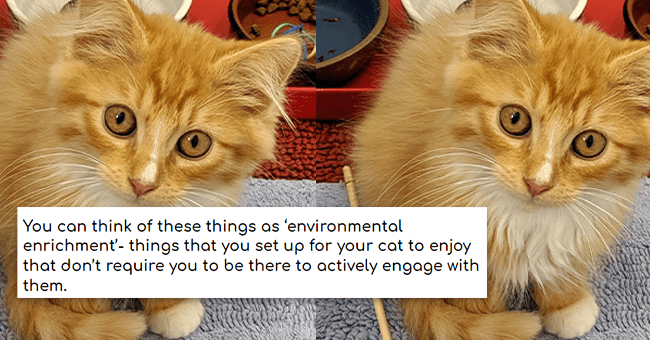 You can think of these things as ‘environmental
enrichment’- things that you set up for your cat to enjoy
that don’t require you to be there to actively engage with
them.